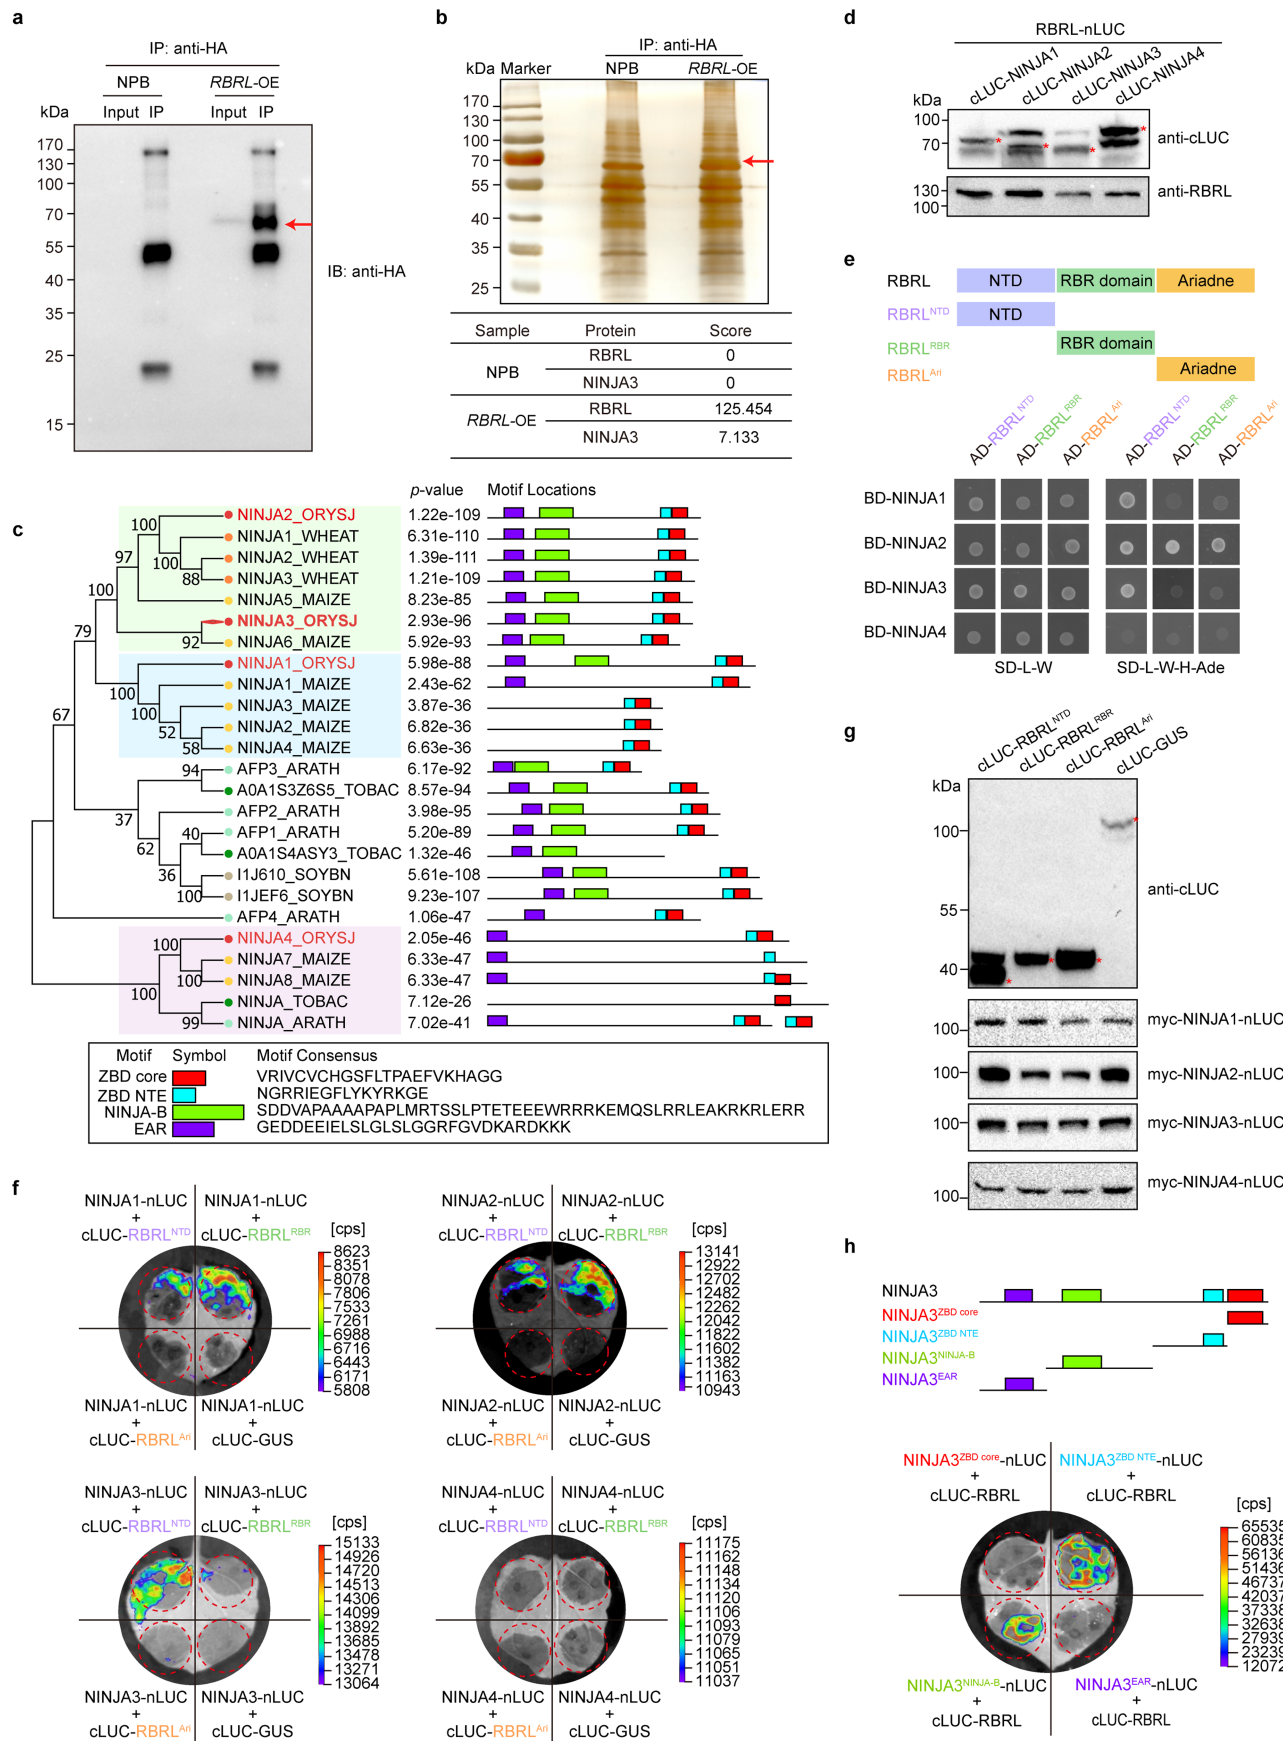 a
IP: anti-HA
NPB RBRL-OE
kDa Input IP Input IP
170
130
100
70
55
40
35
25
15
IB: anti-HA
b
IP: anti-HA
kDa Marker NPB RBRL-OE
170
130
100
70
55
40
35
25
Sample Protein Score
NPB RBRL 0
NINJA3 0
RBRL-OE RBRL 125.454
NINJA3 7.133
c
p-value Motif Locations
NINJA2_ORYSJ 1.22e-109
NINJA1_WHEAT 6.31e-110
NINJA2_WHEAT 1.39e-111
NINJA3_WHEAT 1.21e-109
NINJA5_MAIZE 8.23e-85
NINJA3_ORYSJ 2.93e-96
NINJA6_MAIZE 5.92e-93
NINJA1_ORYSJ 5.98e-88
NINJA1_MAIZE 2.43e-62
NINJA3_MAIZE 3.87e-36
NINJA2_MAIZE 6.82e-36
NINJA4_MAIZE 6.63e-36
AFP3_ARATH 6.17e-92
A0A1S3Z6S5_TOBAC 8.57e-94
AFP2_ARATH 3.98e-95
AFP1_ARATH 5.20e-89
A0A1S4ASY3_TOBAC 1.32e-46
I1J610_SOYBN 5.61e-108
I1JEF6_SOYBN 9.23e-107
AFP4_ARATH 1.06e-47
NINJA4_ORYSJ 2.05e-46
NINJA7_MAIZE 6.33e-47
NINJA8_MAIZE 6.33e-47
NINJA_TOBAC 7.12e-26
NINJA_ARATH 7.02e-41
100
100
88
97
100
92
79
100
100
52
58
67
94
37
62
40
36
100
100
100
100
99
Motif Symbol Motif Consensus
ZBD core VRIVCVCHGSFLTPAEFVKHAGG
ZBD NTE NGRRIEGFLYKYRKGE
NINJA-B SDDVAPAAAAPAPLMRTSSLPTETEEEWRRRKEMQSLRRLEAKRKRLERR
EAR GEDDEEIELSLGLSLGGRFGVDKARDKKK
d
RBRL-nLUC
cLUC-NINJA1
cLUC-NINJA2
cLUC-NINJA3
cLUC-NINJA4
kDa
100
70
anti-cLUC
* * * *
130
100
anti-RBRL
e
RBRL NTD RBR domain Ariadne
RBRL^NTD NTD
RBRL^RBR RBR domain
RBRL^Ari Ariadne
AD-RBRL^NTD AD-RBRL^RBR AD-RBRL^Ari AD-RBRL^NTD AD-RBRL^RBR AD-RBRL^Ari
BD-NINJA1
BD-NINJA2
BD-NINJA3
BD-NINJA4
SD-L-W SD-L-W-H-Ade
g
cLUC-RBRL^NTD
cLUC-RBRL^RBR
cLUC-RBRL^Ari
cLUC-GUS
kDa
100
55
40
anti-cLUC
* * * *
100 myc-NINJA1-nLUC
100 myc-NINJA2-nLUC
100 myc-NINJA3-nLUC
100 myc-NINJA4-nLUC
f
NINJA1-nLUC NINJA1-nLUC
+ +
cLUC-RBRL^NTD cLUC-RBRL^RBR
[cps]
8623
8351
8078
7806
7533
7261
6988
6716
6443
6171
5808
NINJA1-nLUC NINJA1-nLUC
+ +
cLUC-RBRL^Ari cLUC-GUS
NINJA2-nLUC NINJA2-nLUC
+ +
cLUC-RBRL^NTD cLUC-RBRL^RBR
[cps]
13141
12922
12702
12482
12262
12042
11822
11602
11382
11163
10943
NINJA2-nLUC NINJA2-nLUC
+ +
cLUC-RBRL^Ari cLUC-GUS
NINJA3-nLUC NINJA3-nLUC
+ +
cLUC-RBRL^NTD cLUC-RBRL^RBR
[cps]
15133
14926
14720
14513
14306
14099
13892
13685
13478
13271
13064
NINJA3-nLUC NINJA3-nLUC
+ +
cLUC-RBRL^Ari cLUC-GUS
NINJA4-nLUC NINJA4-nLUC
+ +
cLUC-RBRL^NTD cLUC-RBRL^RBR
[cps]
11175
11162
11148
11134
11120
11106
11093
11079
11065
11051
11037
NINJA4-nLUC NINJA4-nLUC
+ +
cLUC-RBRL^Ari cLUC-GUS
h
NINJA3
NINJA3^ZBD core
NINJA3^ZBD NTE
NINJA3^NINJA-B
NINJA3^EAR
NINJA3^ZBD core-nLUC NINJA3^ZBD NTE-nLUC
+ +
cLUC-RBRL cLUC-RBRL
[cps]
65535
60835
56136
51436
46737
42037
37338
32638
27939
23239
12072
NINJA3^NINJA-B-nLUC NINJA3^EAR-nLUC
+ +
cLUC-RBRL cLUC-RBRL